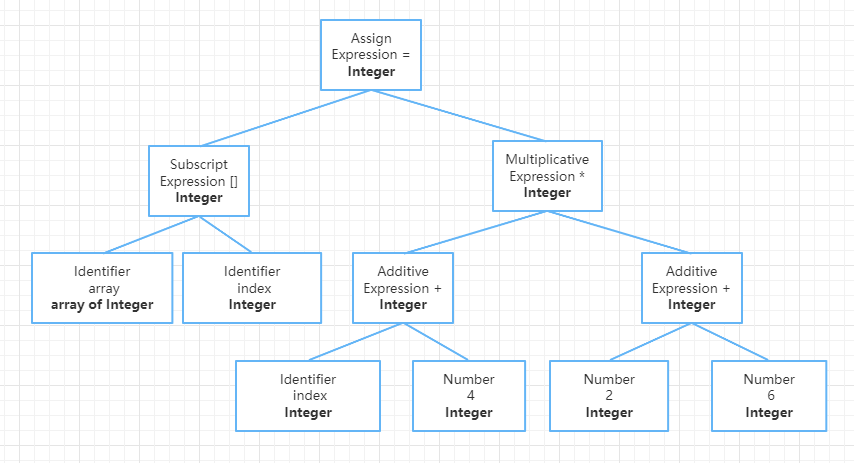 Assign
Expression =
Integer
Subscript
Expression []
Integer
Multiplicative
Expression *
Integer
Identifier
array
array of Integer
Identifier
index
Integer
Additive
Expression +
Integer
Additive
Expression +
Integer
Identifier
index
Integer
Number
4
Integer
Number
2
Integer
Number
6
Integer